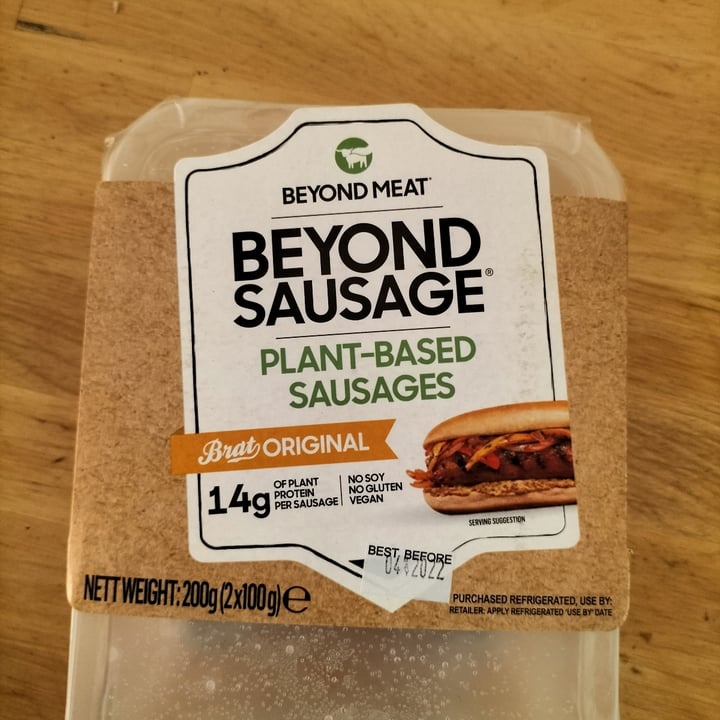 BEYOND MEAT
BEYOND
SAUSAGE®
PLANT-BASED
SAUSAGES
Brat ORIGINAL
14g OF PLANT PROTEIN PER SAUSAGE
NO SOY
NO GLUTEN
VEGAN
SERVING SUGGESTION
BEST BEFORE
04 2022
NETT WEIGHT: 200g (2x100g) e
PURCHASED REFRIGERATED, USE BY:
RETAILER: APPLY REFRIGERATED 'USE BY' DATE